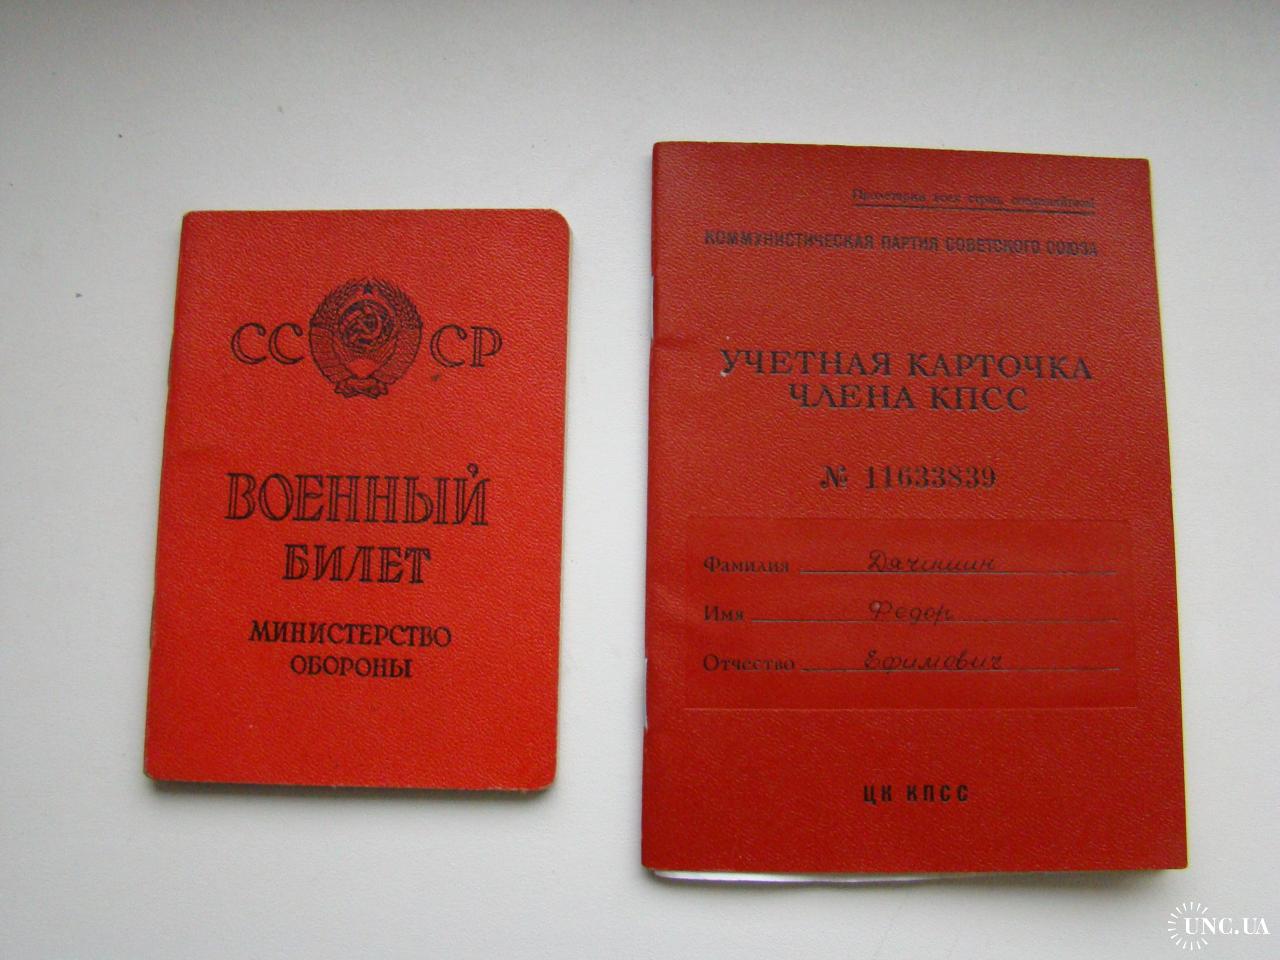 СССР
ВОЕННЫЙ
БИЛЕТ
МИНИСТЕРСТВО
ОБОРОНЫ
Пролетарии всех стран, соединяйтесь!
КОММУНИСТИЧЕСКАЯ ПАРТИЯ СОВЕТСКОГО СОЮЗА
УЧЕТНАЯ КАРТОЧКА
ЧЛЕНА КПСС
№ 11633839
Фамилия
Имя Федор
Отчество Ефимович
ЦК КПСС
UNC.UA